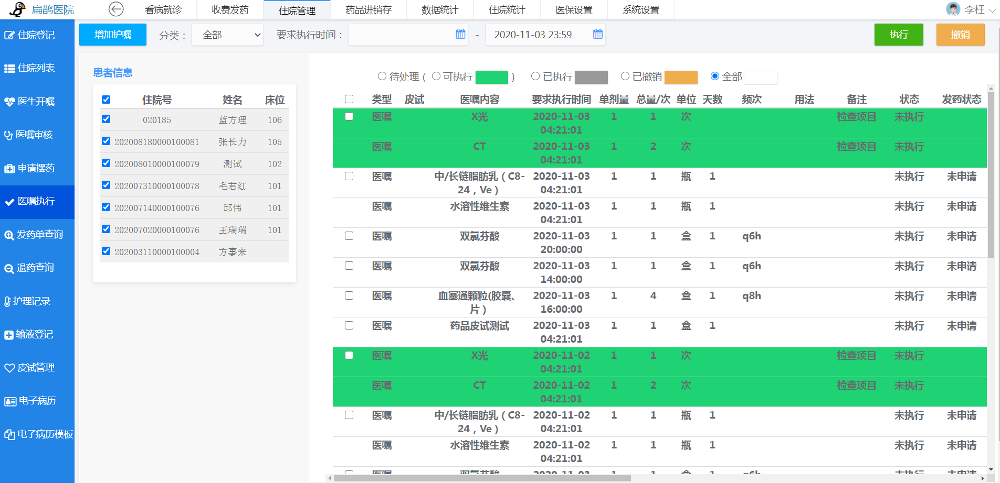 扁鹊医院 看病就诊 收费发药 住院管理 药品进销存 数据统计 住院统计 医保设置 系统设置 李枉
住院登记
住院列表
医生开嘱
医嘱审核
申请摆药
医嘱执行
发药单查询
退药查询
护理记录
输液登记
皮试管理
电子病历
电子病历模板
增加护嘱 分类： 全部 要求执行时间： - 2020-11-03 23:59 执行 撤销
患者信息
住院号 姓名 床位
020185 蓝方理 106
202008180000100081 张长力 105
202008010000100079 测试 102
202007310000100078 毛君红 101
202007140000100076 邱伟 101
202007020000100076 王瑞瑞 101
202003110000100004 方事来
待处理（ 可执行 ） 已执行 已撤销 全部
类型 皮试 医嘱内容 要求执行时间 单剂量 总量/次 单位 天数 频次 用法 备注 状态 发药状态
医嘱 X光 2020-11-03 1 1 次 检查项目 未执行
04:21:01
医嘱 CT 2020-11-03 1 2 次 检查项目 未执行
04:21:01
医嘱 中/长链脂肪乳（C8- 2020-11-03 1 1 瓶 1 未执行 未申请
24，Ve） 04:21:01
医嘱 水溶性维生素 2020-11-03 1 1 瓶 1 未执行 未申请
04:21:01
医嘱 双氯芬酸 2020-11-03 1 1 盒 1 q6h 未执行 未申请
20:00:00
医嘱 双氯芬酸 2020-11-03 1 1 盒 1 q6h 未执行 未申请
14:00:00
医嘱 血塞通颗粒(胶囊、 2020-11-03 1 4 盒 1 q8h 未执行 未申请
片） 16:00:00
医嘱 药品皮试测试 2020-11-03 1 1 盒 1 未执行 未申请
04:21:01
医嘱 X光 2020-11-02 1 1 次 检查项目 未执行
04:21:01
医嘱 CT 2020-11-02 1 2 次 检查项目 未执行
04:21:01
医嘱 中/长链脂肪乳（C8- 2020-11-02 1 1 瓶 1 未执行 未申请
24，Ve） 04:21:01
医嘱 水溶性维生素 2020-11-02 1 1 瓶 1 未执行 未申请
04:21:01